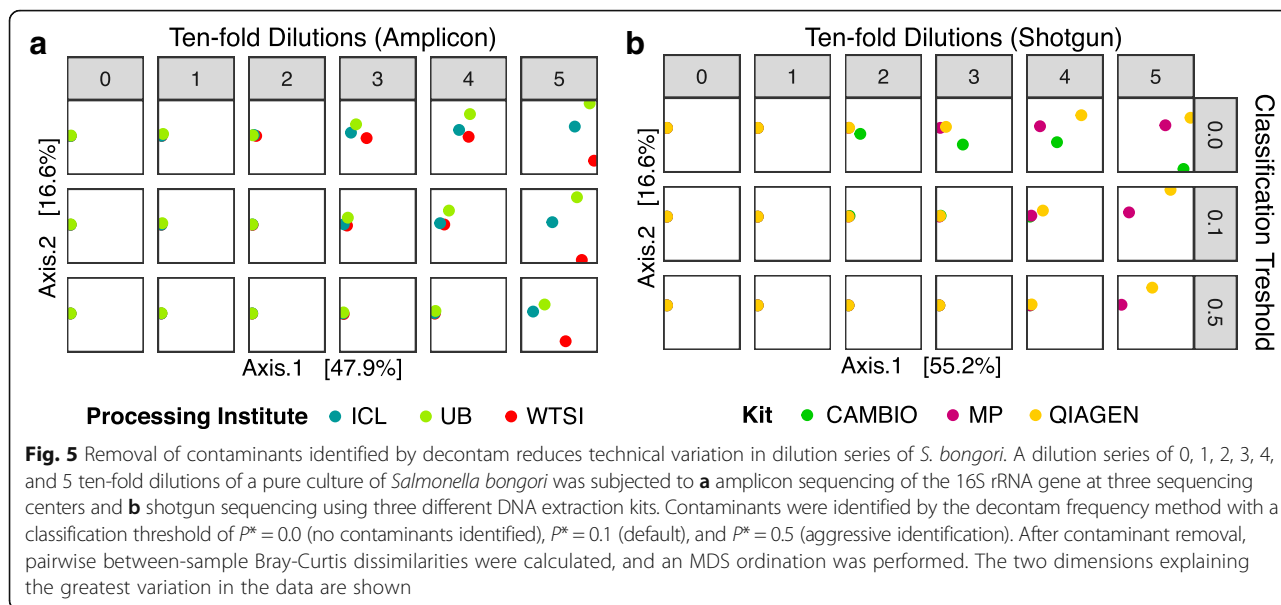 a
Ten-fold Dilutions (Amplicon)
0 1 2 3 4 5
Axis.2 [16.6%]
Axis.1 [47.9%]
Processing Institute ICL UB WTSI
b
Ten-fold Dilutions (Shotgun)
0 1 2 3 4 5
0.0
0.1
0.5
Classification Treshold
Axis.2 [16.6%]
Axis.1 [55.2%]
Kit CAMBIO MP QIAGEN
Fig. 5 Removal of contaminants identified by decontam reduces technical variation in dilution series of S. bongori. A dilution series of 0, 1, 2, 3, 4,
and 5 ten-fold dilutions of a pure culture of Salmonella bongori was subjected to a amplicon sequencing of the 16S rRNA gene at three sequencing
centers and b shotgun sequencing using three different DNA extraction kits. Contaminants were identified by the decontam frequency method with a
classification threshold of P* = 0.0 (no contaminants identified), P* = 0.1 (default), and P* = 0.5 (aggressive identification). After contaminant removal,
pairwise between-sample Bray-Curtis dissimilarities were calculated, and an MDS ordination was performed. The two dimensions explaining
the greatest variation in the data are shown